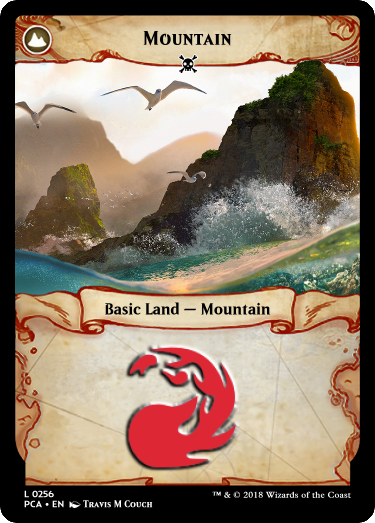 Mountain
Basic Land — Mountain
L 0256
PCA • EN Travis M Couch
™ & © 2018 Wizards of the Coast